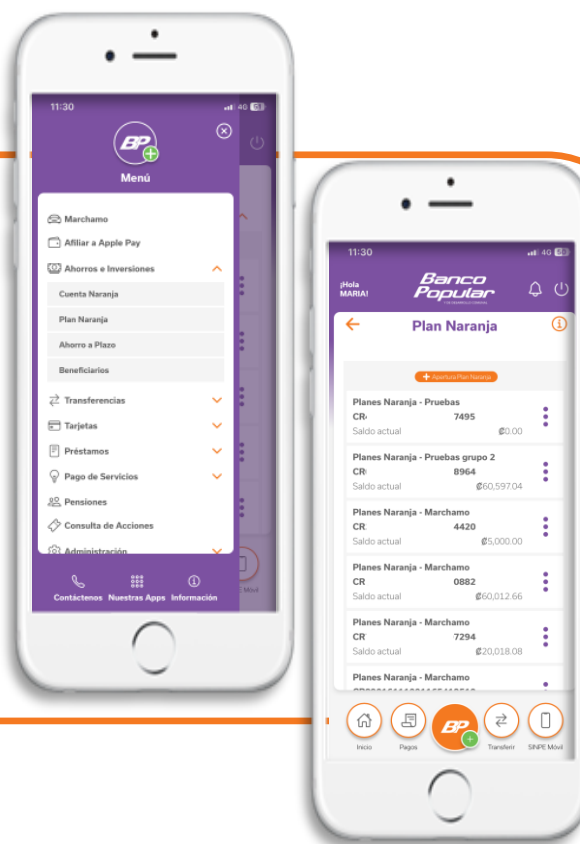 11:30
4G
BP
Menú
Marchamo
Afiliar a Apple Pay
Ahorros e Inversiones
Cuenta Naranja
Plan Naranja
Ahorro a Plazo
Beneficiarios
Transferencias
Tarjetas
Préstamos
Pago de Servicios
Pensiones
Consulta de Acciones
Administración
Contáctenos Nuestras Apps Información
Móvil
11:30
4G
¡Hola
MARIA!
Banco
Popular
Plan Naranja
+ Apertura Plan Naranja
Planes Naranja - Pruebas
CR 7495
Saldo actual ₡0.00
Planes Naranja - Pruebas grupo 2
CR 8964
Saldo actual ₡60,597.04
Planes Naranja - Marchamo
CR 4420
Saldo actual ₡5,000.00
Planes Naranja - Marchamo
CR 0882
Saldo actual ₡60,012.66
Planes Naranja - Marchamo
CR 7294
Saldo actual ₡20,018.08
Planes Naranja - Marchamo
BP
Inicio Pagos Transferir SINPE Móvil